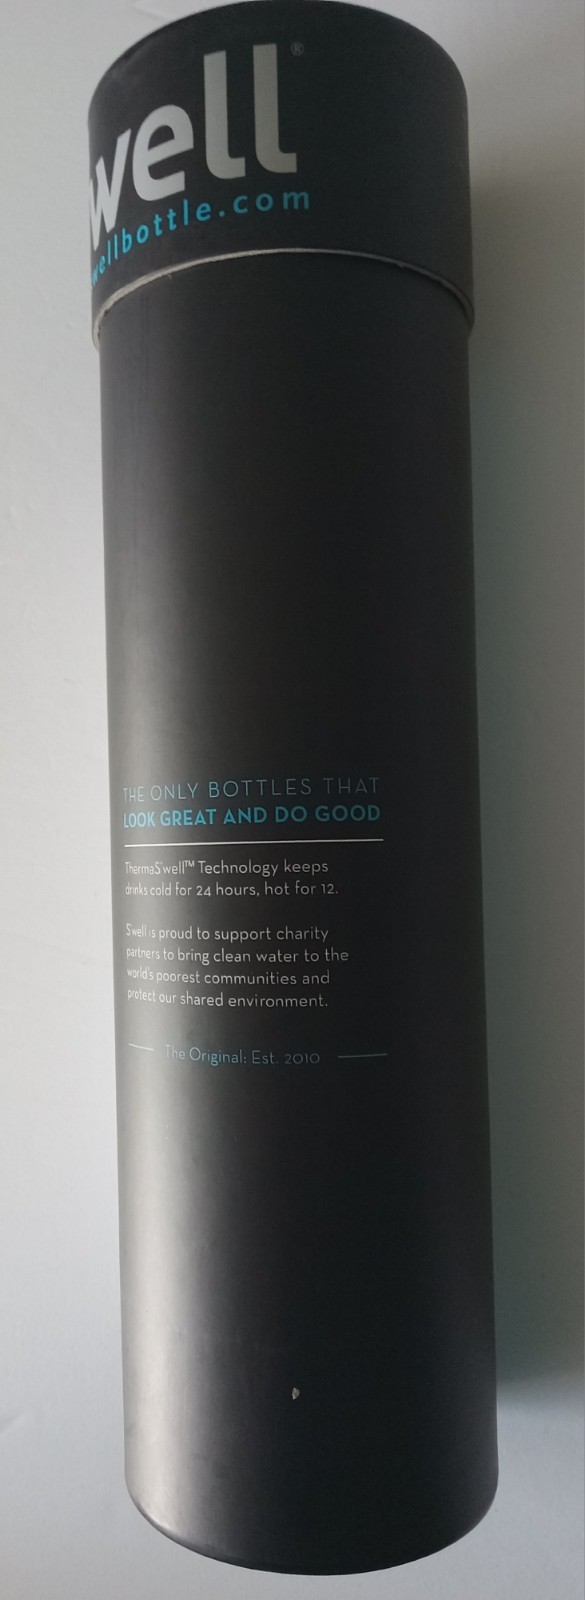 well®
wellbottle.com
THE ONLY BOTTLES THAT
LOOK GREAT AND DO GOOD
ThermaS'well™ Technology keeps
drinks cold for 24 hours, hot for 12.
S'well is proud to support charity
partners to bring clean water to the
world's poorest communities and
protect our shared environment.
The Original: Est. 2010